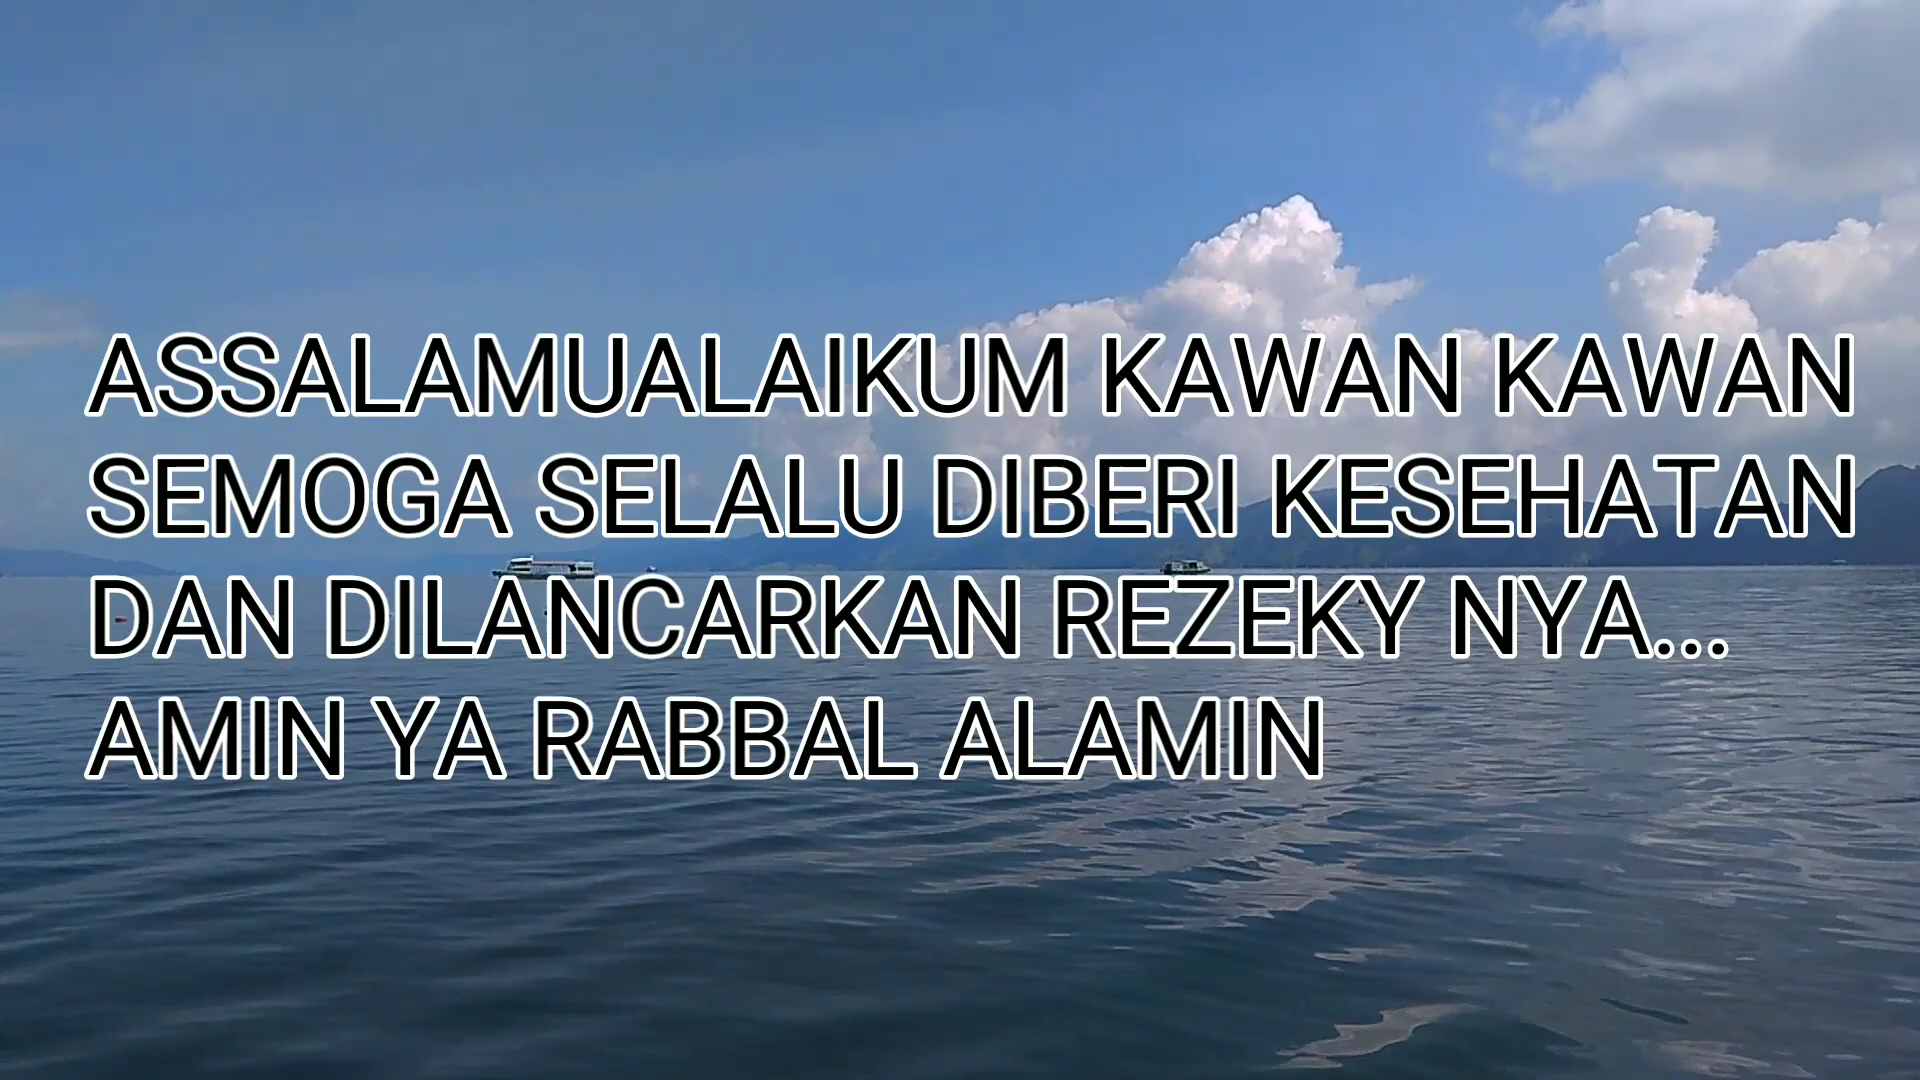 ASSALAMUALAIKUM KAWAN KAWAN
SEMOGA SELALU DIBERI KESEHATAN
DAN DILANCARKAN REZEKY NYA...
AMIN YA RABBAL ALAMIN